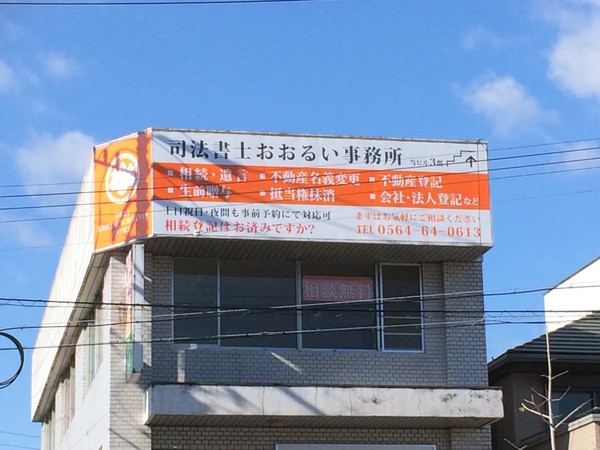 司法書士おおるい事務所 当ビル3階
■相続・遺言 ■不動産名義変更 ■不動産登記
■生前贈与 ■抵当権抹消 ■会社・法人登記など
土日祝日・夜間も事前予約にて対応可
相続登記はお済みですか?
まずはお気軽にご相談ください
TEL 0564-64-0613
相談無料